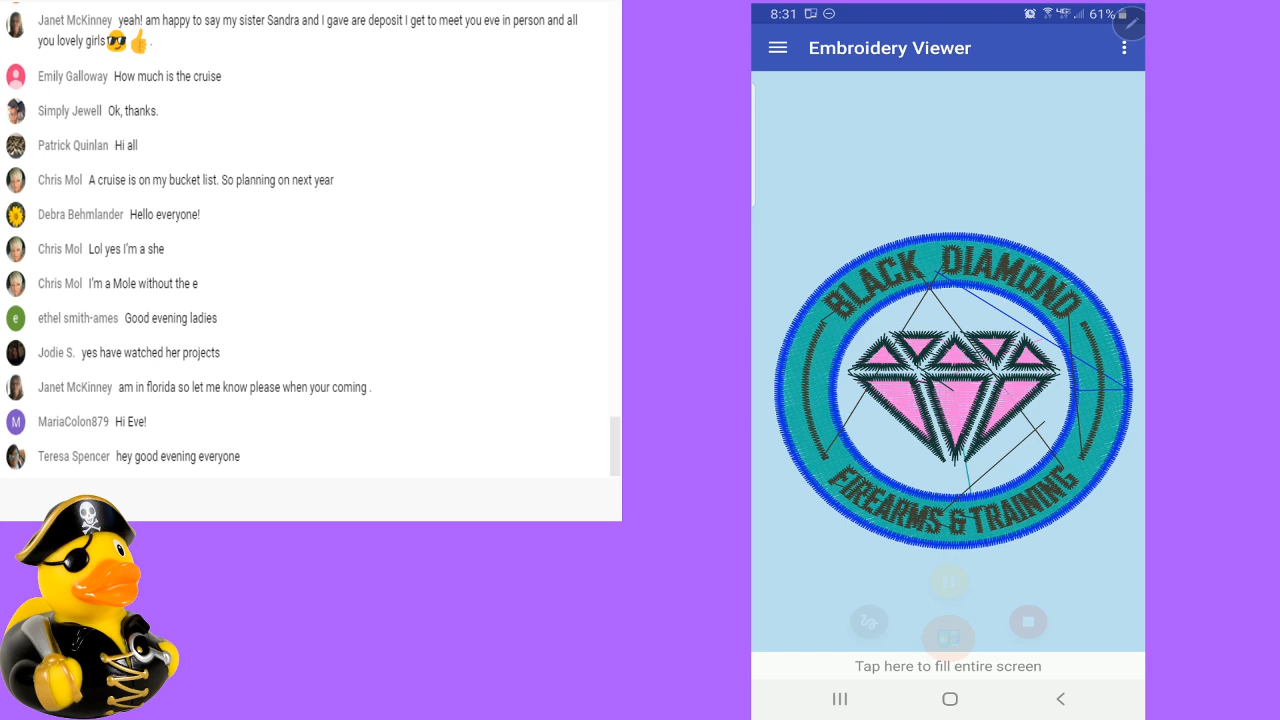 Janet McKinney yeah! am happy to say my sister Sandra and I gave are deposit I get to meet you eve in person and all
you lovely girls😎👍 .
Emily Galloway How much is the cruise
Simply Jewell Ok, thanks.
Patrick Quinlan Hi all
Chris Mol A cruise is on my bucket list. So planning on next year
Debra Behmlander Hello everyone!
Chris Mol Lol yes I'm a she
Chris Mol I'm a Mole without the e
e ethel smith-ames Good evening ladies
Jodie S. yes have watched her projects
Janet McKinney am in florida so let me know please when your coming .
M MariaColon879 Hi Eve!
Teresa Spencer hey good evening everyone
8:31 61%
Embroidery Viewer
BLACK DIAMOND
FIREARMS & TRAINING
Tap here to fill entire screen